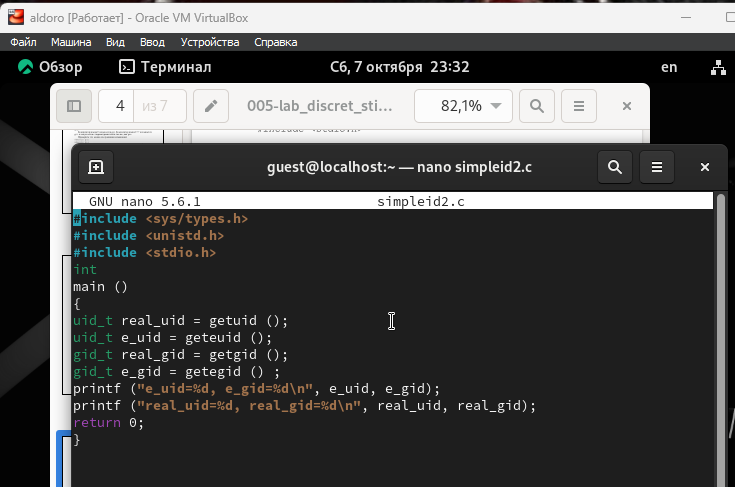 aldoro [Работает] - Oracle VM VirtualBox
Файл Машина Вид Ввод Устройства Справка
Обзор Терминал Сб, 7 октября 23:32 en
4 из 7 005-lab_discret_sti... 82,1%
guest@localhost:~ — nano simpleid2.c
GNU nano 5.6.1 simpleid2.c
#include <sys/types.h>
#include <unistd.h>
#include <stdio.h>
int
main ()
{
uid_t real_uid = getuid ();
uid_t e_uid = geteuid ();
gid_t real_gid = getgid ();
gid_t e_gid = getegid () ;
printf ("e_uid=%d, e_gid=%d\n", e_uid, e_gid);
printf ("real_uid=%d, real_gid=%d\n", real_uid, real_gid);
return 0;
}